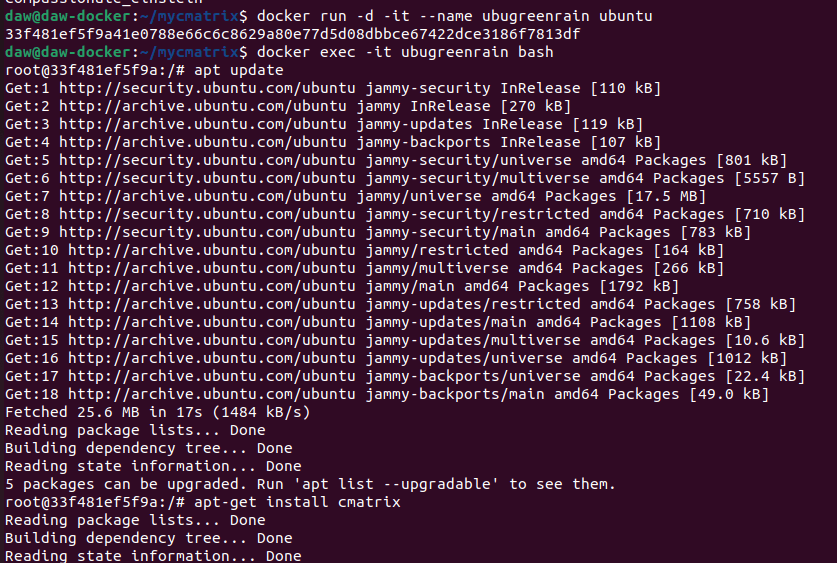 compassionate_einstein
daw@daw-docker:~/mycmatrix$ docker run -d -it --name ubugreenrain ubuntu
33f481ef5f9a41e0788e66c6c8629a80e77d5d08dbbce67422dce3186f7813df
daw@daw-docker:~/mycmatrix$ docker exec -it ubugreenrain bash
root@33f481ef5f9a:/# apt update
Get:1 http://security.ubuntu.com/ubuntu jammy-security InRelease [110 kB]
Get:2 http://archive.ubuntu.com/ubuntu jammy InRelease [270 kB]
Get:3 http://archive.ubuntu.com/ubuntu jammy-updates InRelease [119 kB]
Get:4 http://archive.ubuntu.com/ubuntu jammy-backports InRelease [107 kB]
Get:5 http://security.ubuntu.com/ubuntu jammy-security/universe amd64 Packages [801 kB]
Get:6 http://security.ubuntu.com/ubuntu jammy-security/multiverse amd64 Packages [5557 B]
Get:7 http://archive.ubuntu.com/ubuntu jammy/universe amd64 Packages [17.5 MB]
Get:8 http://security.ubuntu.com/ubuntu jammy-security/restricted amd64 Packages [710 kB]
Get:9 http://security.ubuntu.com/ubuntu jammy-security/main amd64 Packages [783 kB]
Get:10 http://archive.ubuntu.com/ubuntu jammy/restricted amd64 Packages [164 kB]
Get:11 http://archive.ubuntu.com/ubuntu jammy/multiverse amd64 Packages [266 kB]
Get:12 http://archive.ubuntu.com/ubuntu jammy/main amd64 Packages [1792 kB]
Get:13 http://archive.ubuntu.com/ubuntu jammy-updates/restricted amd64 Packages [758 kB]
Get:14 http://archive.ubuntu.com/ubuntu jammy-updates/main amd64 Packages [1108 kB]
Get:15 http://archive.ubuntu.com/ubuntu jammy-updates/multiverse amd64 Packages [10.6 kB]
Get:16 http://archive.ubuntu.com/ubuntu jammy-updates/universe amd64 Packages [1012 kB]
Get:17 http://archive.ubuntu.com/ubuntu jammy-backports/universe amd64 Packages [22.4 kB]
Get:18 http://archive.ubuntu.com/ubuntu jammy-backports/main amd64 Packages [49.0 kB]
Fetched 25.6 MB in 17s (1484 kB/s)
Reading package lists... Done
Building dependency tree... Done
Reading state information... Done
5 packages can be upgraded. Run 'apt list --upgradable' to see them.
root@33f481ef5f9a:/# apt-get install cmatrix
Reading package lists... Done
Building dependency tree... Done
Reading state information... Done